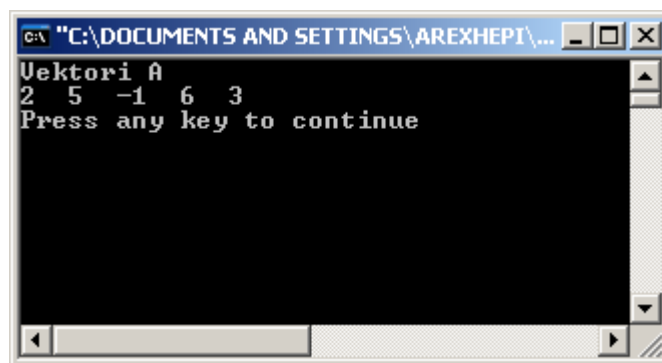 "C:\DOCUMENTS AND SETTINGS\AREXHEPI\...
Vektori A
2 5 -1 6 3
Press any key to continue